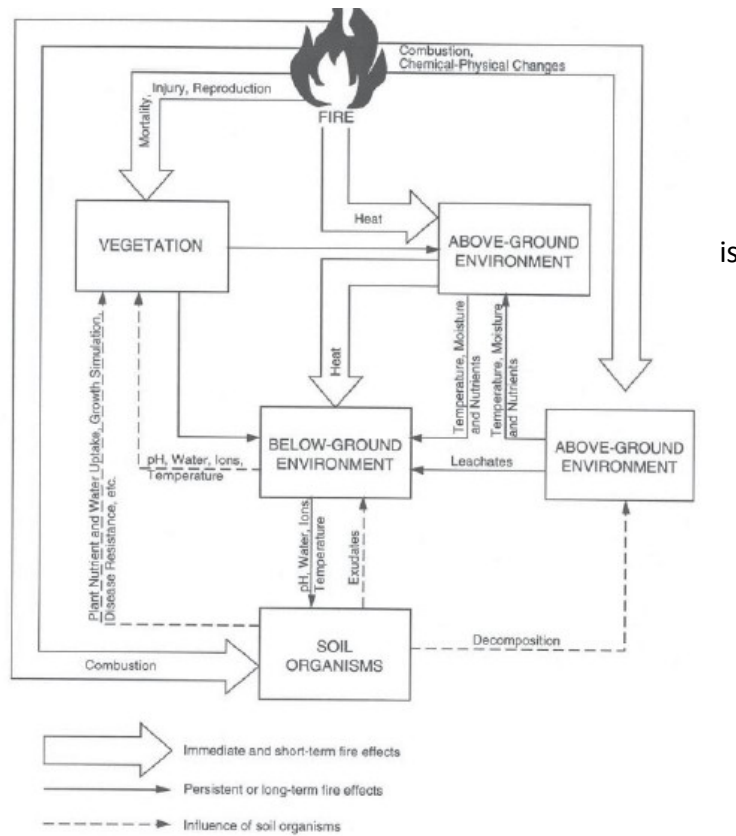 Combustion,
Chemical-Physical Changes
Mortality,
Injury, Reproduction
FIRE
Heat
VEGETATION
ABOVE-GROUND
ENVIRONMENT
is
Heat
Temperature, Moisture
and Nutrients
Temperature, Moisture
and Nutrients
Plant Nutrient and Water Uptake, Growth Simulation,
Disease Resistance, etc.
pH, Water, Ions,
Temperature
BELOW-GROUND
ENVIRONMENT
Leachates
ABOVE-GROUND
ENVIRONMENT
pH, Water, Ions
Temperature
Exudates
SOIL
ORGANISMS
Decomposition
Combustion
Immediate and short-term fire effects
Persistent or long-term fire effects
Influence of soil organisms